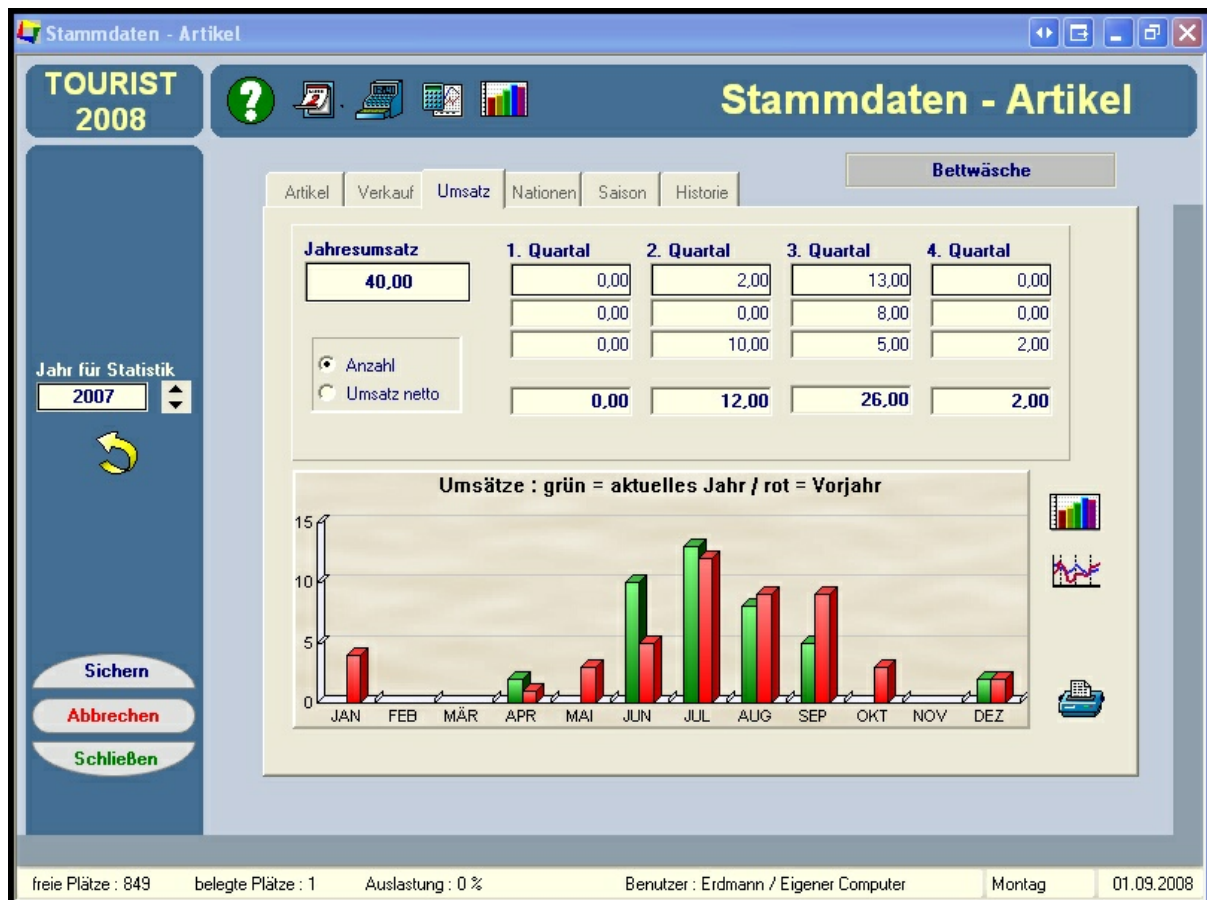 Stammdaten - Artikel
TOURIST
2008
Stammdaten - Artikel
Bettwäsche
Artikel Verkauf Umsatz Nationen Saison Historie
Jahresumsatz 1. Quartal 2. Quartal 3. Quartal 4. Quartal
40,00 0,00 2,00 13,00 0,00
0,00 0,00 8,00 0,00
0,00 10,00 5,00 2,00
Anzahl
Umsatz netto
0,00 12,00 26,00 2,00
Jahr für Statistik
2007
Umsätze : grün = aktuelles Jahr / rot = Vorjahr
15
10
5
0
JAN FEB MÄR APR MAI JUN JUL AUG SEP OKT NOV DEZ
Sichern
Abbrechen
Schließen
freie Plätze : 849 belegte Plätze : 1 Auslastung : 0 % Benutzer : Erdmann / Eigener Computer Montag 01.09.2008